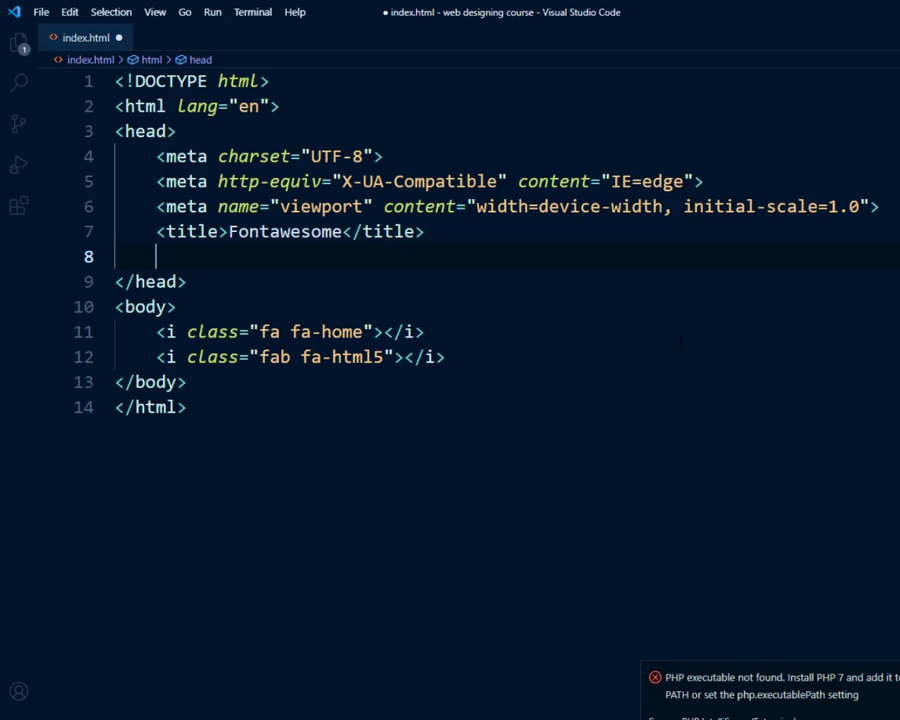 File Edit Selection View Go Run Terminal Help ● index.html - web designing course - Visual Studio Code
<> index.html ●
<> index.html > html > head
1 <!DOCTYPE html>
2 <html lang="en">
3 <head>
4 <meta charset="UTF-8">
5 <meta http-equiv="X-UA-Compatible" content="IE=edge">
6 <meta name="viewport" content="width=device-width, initial-scale=1.0">
7 <title>Fontawesome</title>
8
9 </head>
10 <body>
11 <i class="fa fa-home"></i>
12 <i class="fab fa-html5"></i>
13 </body>
14 </html>
1
PHP executable not found. Install PHP 7 and add it to
PATH or set the php.executablePath setting